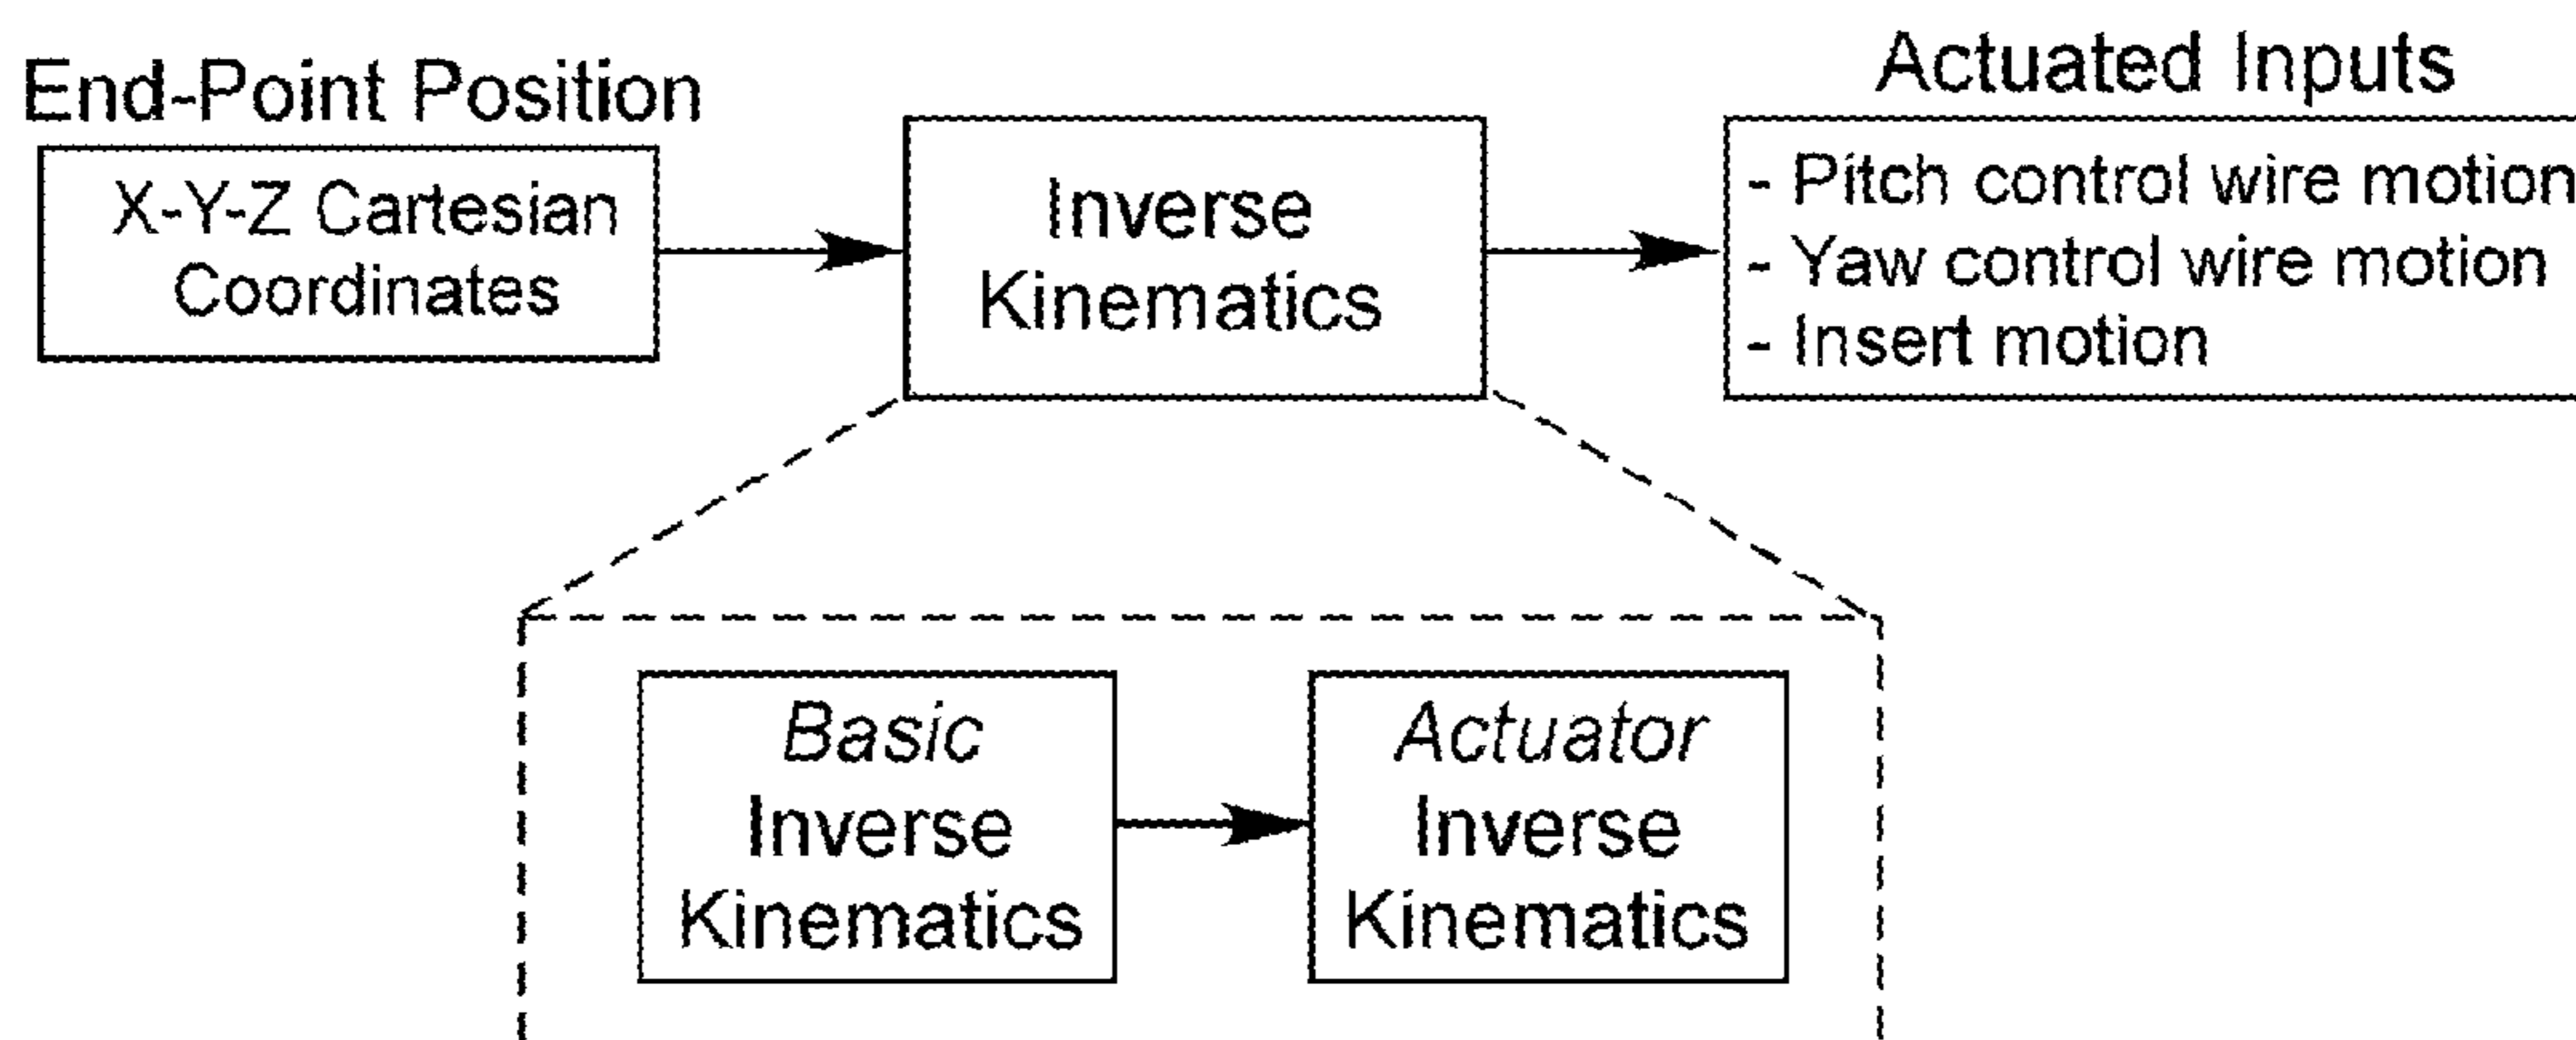 End-Point Position
X-Y-Z Cartesian
Coordinates
Inverse
Kinematics
Actuated Inputs
- Pitch control wire motion
- Yaw control wire motion
- Insert motion
Basic
Inverse
Kinematics
Actuator
Inverse
Kinematics